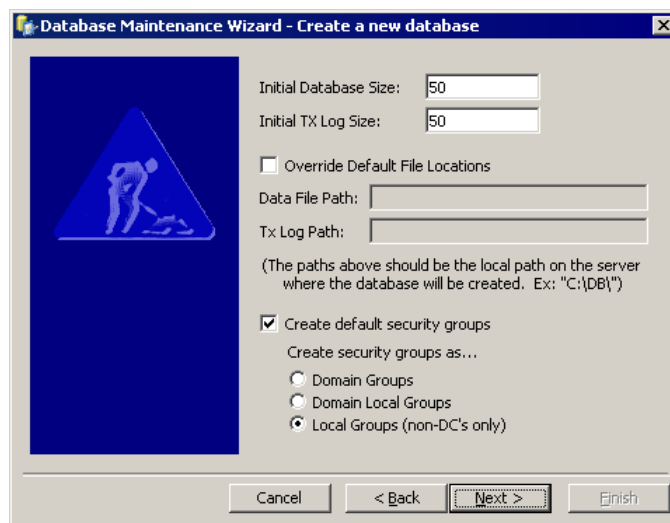 Database Maintenance Wizard - Create a new database
Initial Database Size: 50
Initial TX Log Size: 50
Override Default File Locations
Data File Path:
Tx Log Path:
(The paths above should be the local path on the server
where the database will be created. Ex: "C:\DB\")
Create default security groups
Create security groups as...
Domain Groups
Domain Local Groups
Local Groups (non-DC's only)
Cancel < Back Next > Finish